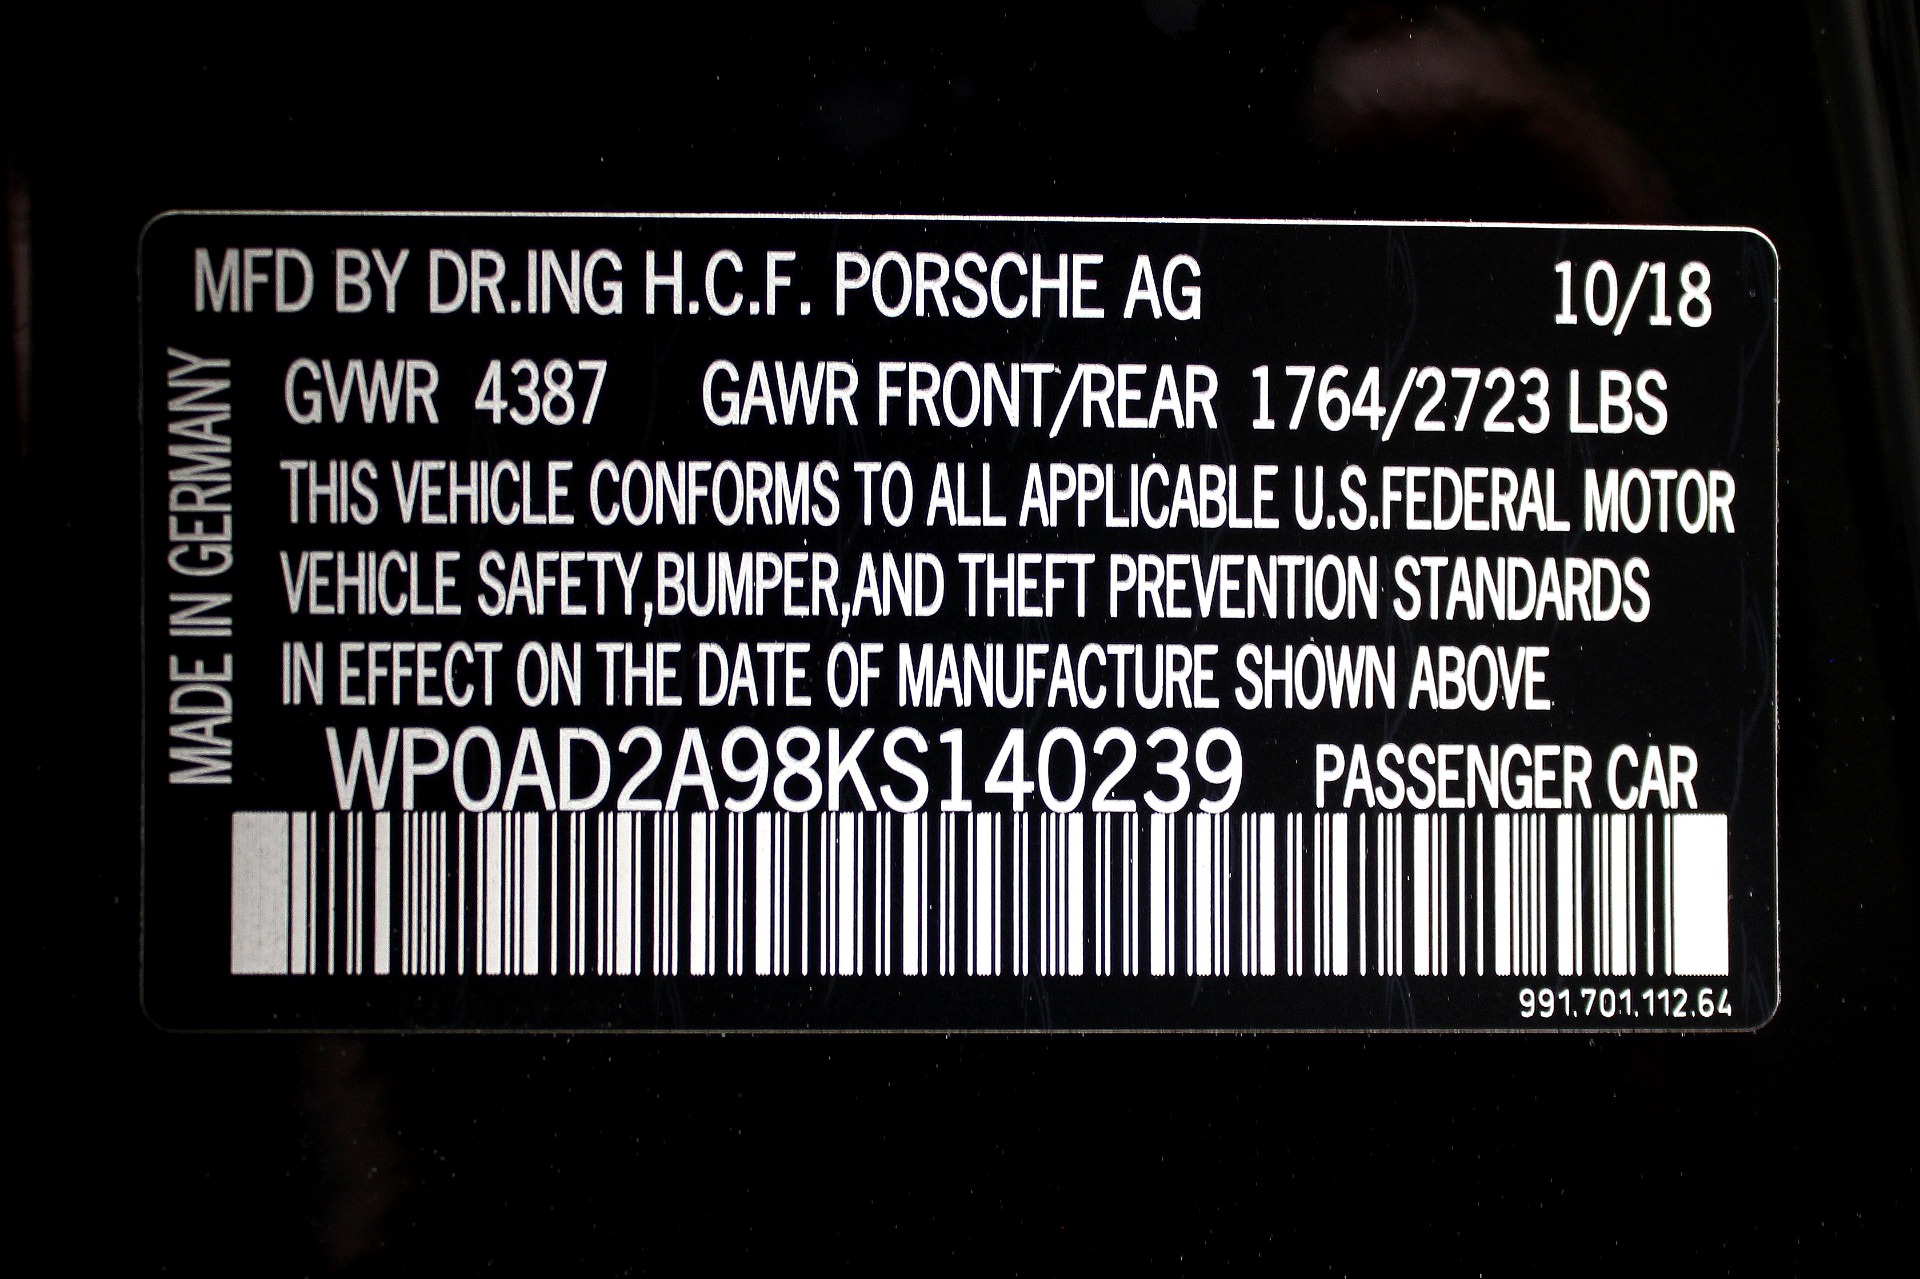 MFD BY DR.ING H.C.F. PORSCHE AG 10/18
MADE IN GERMANY
GVWR 4387 GAWR FRONT/REAR 1764/2723 LBS
THIS VEHICLE CONFORMS TO ALL APPLICABLE U.S.FEDERAL MOTOR
VEHICLE SAFETY,BUMPER,AND THEFT PREVENTION STANDARDS
IN EFFECT ON THE DATE OF MANUFACTURE SHOWN ABOVE
WP0AD2A98KS140239 PASSENGER CAR
991.701.112.64